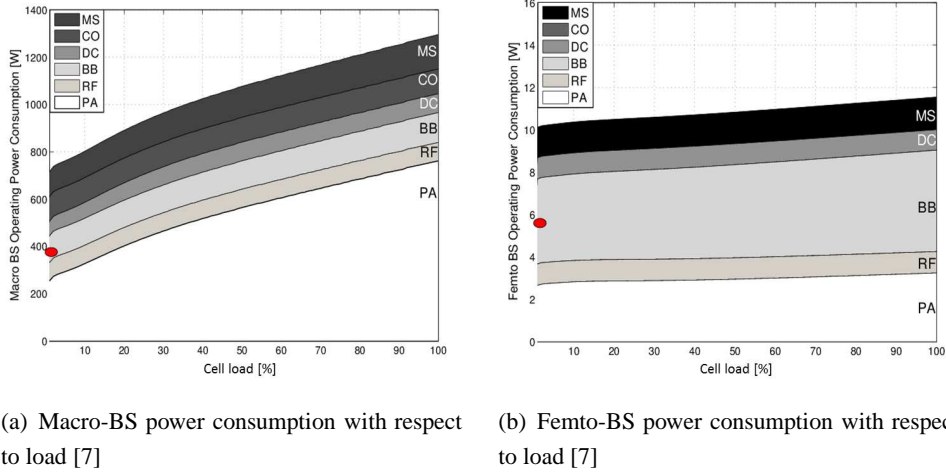 1400
1200
1000
800
600
400
200
0
Macro BS Operating Power Consumption [W]
MS
CO
DC
BB
RF
PA
MS
CO
DC
BB
RF
PA
10 20 30 40 50 60 70 80 90 100
Cell load [%]
16
14
12
10
8
6
4
2
0
Femto BS Operating Power Consumption [W]
MS
CO
DC
BB
RF
PA
MS
DC
BB
RF
PA
10 20 30 40 50 60 70 80 90 100
Cell load [%]
(a) Macro-BS power consumption with respect
to load [7]
(b) Femto-BS power consumption with respec
to load [7]